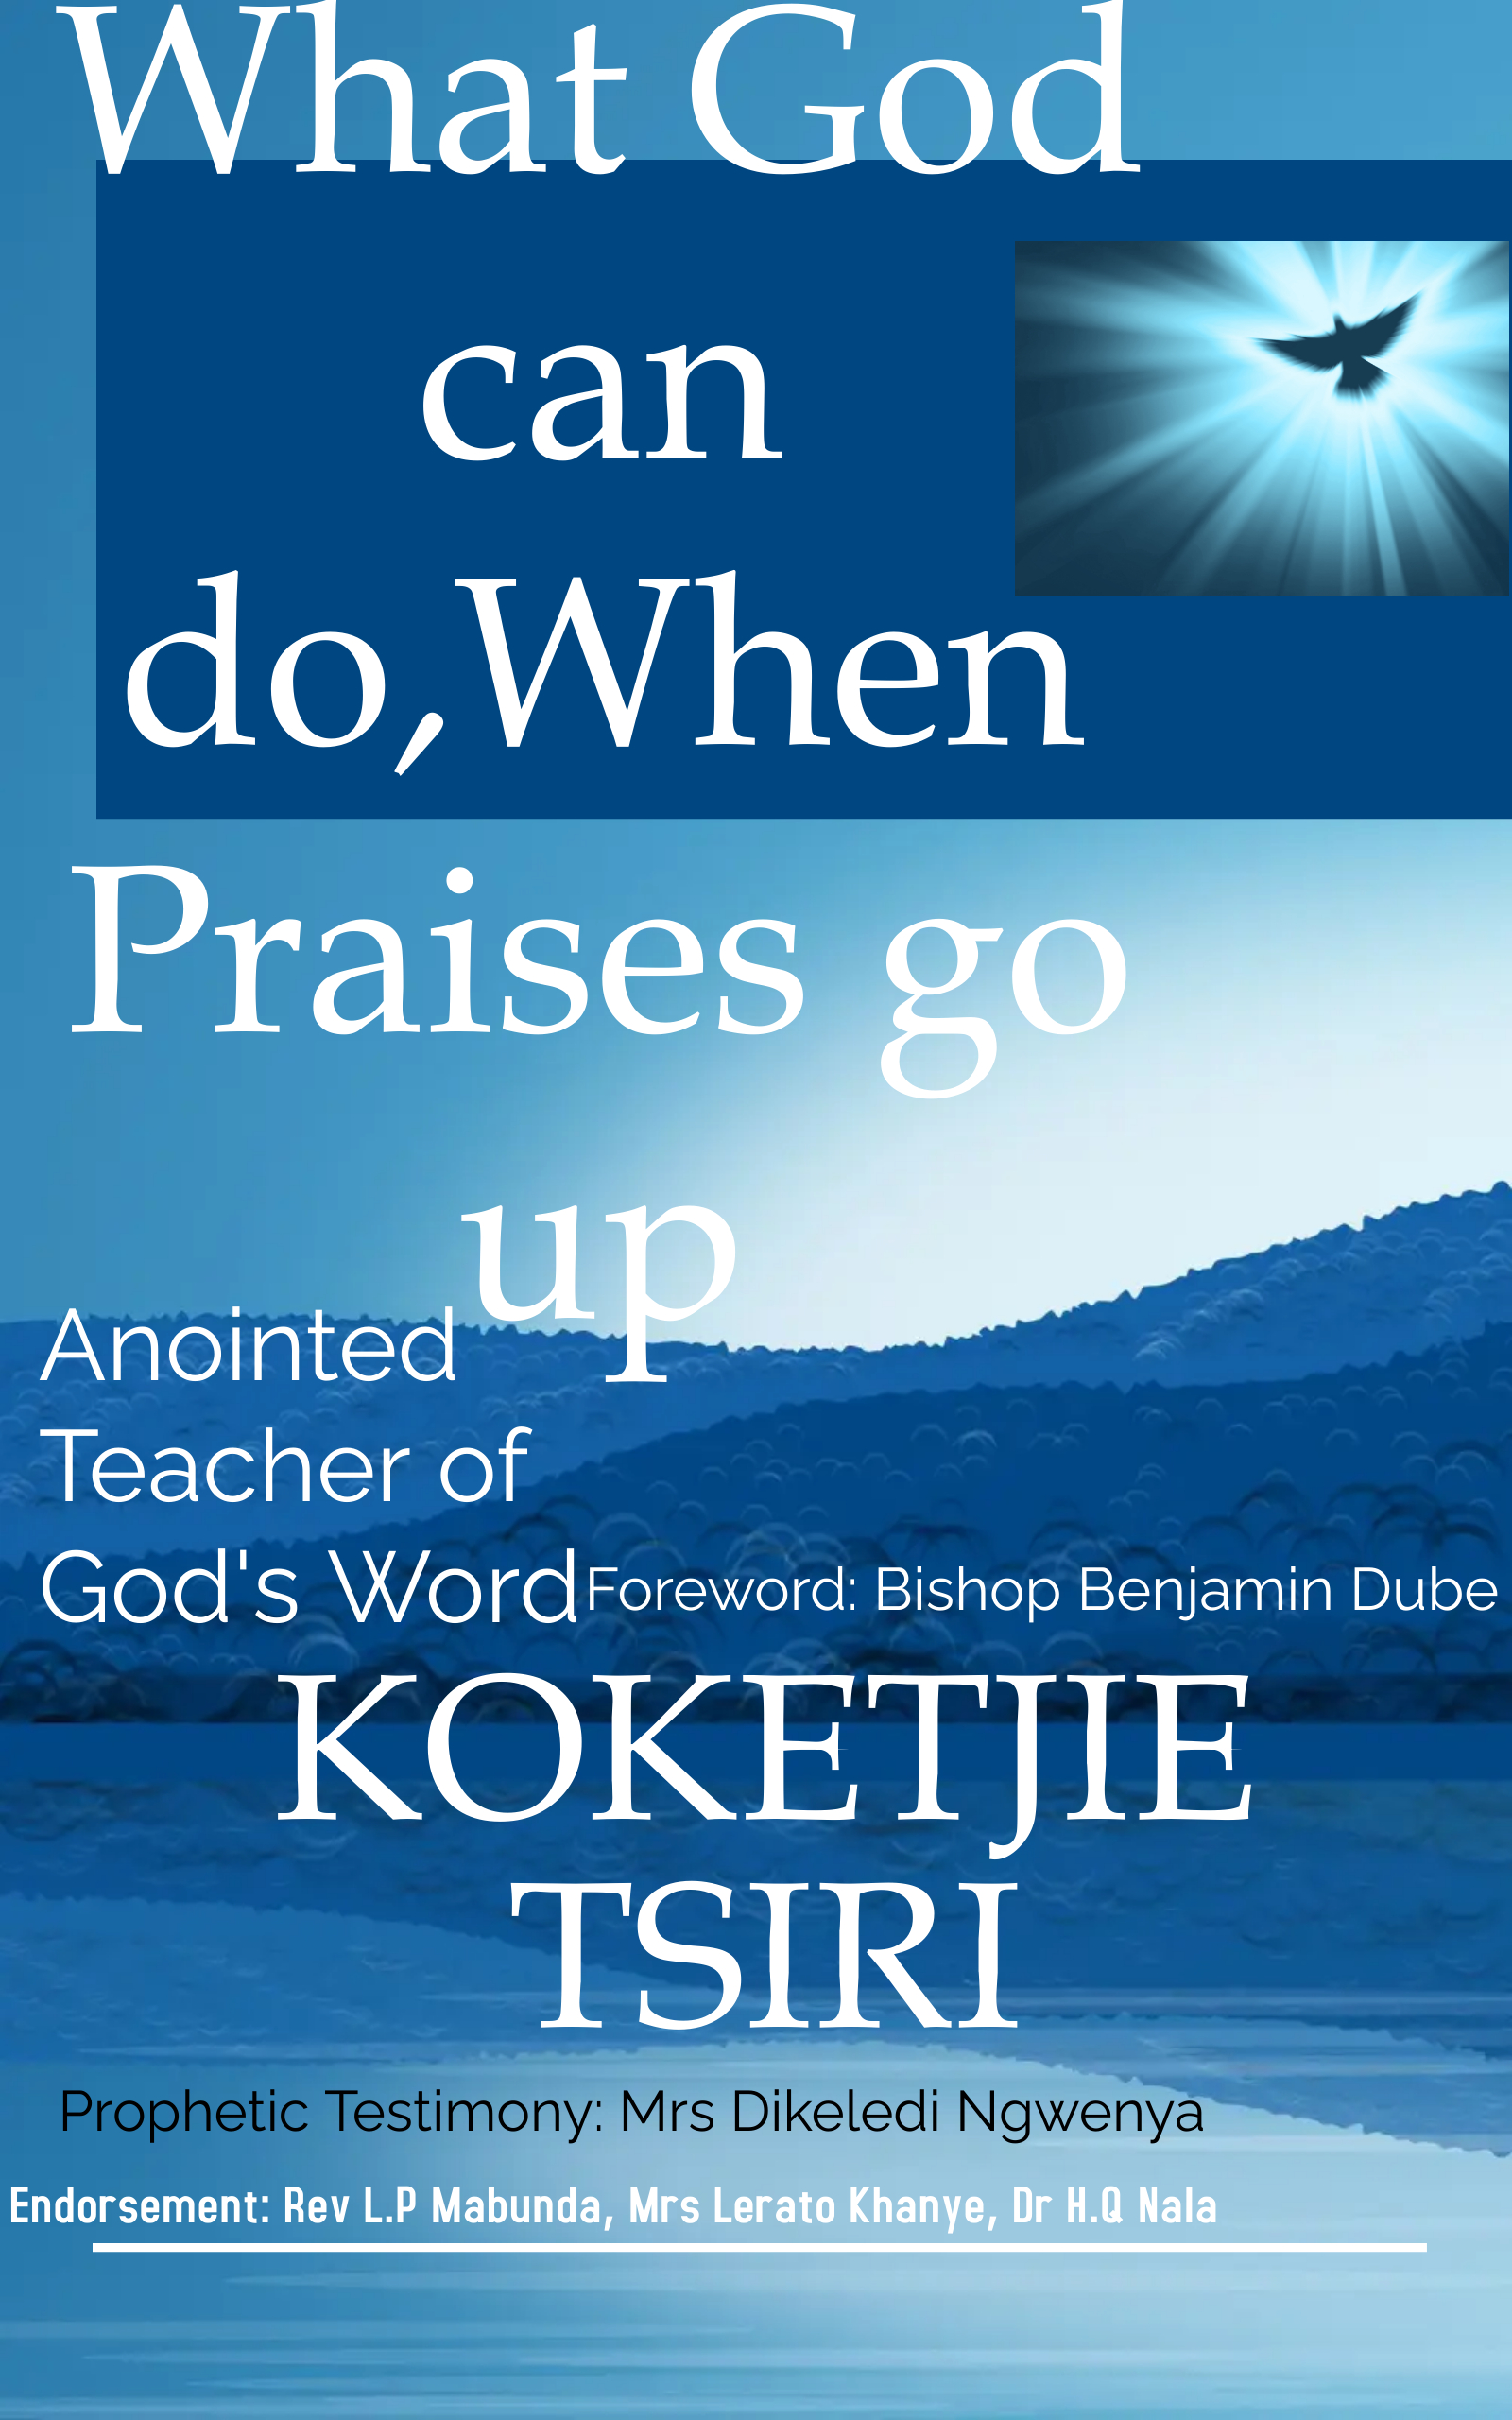 What God
can
do,When
Praises go
up
Anointed
Teacher of
God's Word
Foreword: Bishop Benjamin Dube
KOKETJIE
TSIRI
Prophetic Testimony: Mrs Dikeledi Ngwenya
Endorsement: Rev L.P Mabunda, Mrs Lerato Khanye, Dr H.Q Nala